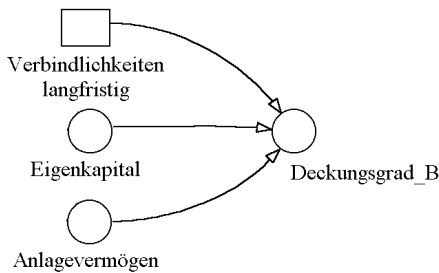 Verbindlichkeiten
langfristig
Eigenkapital
Deckungsgrad_B
Anlagevermögen